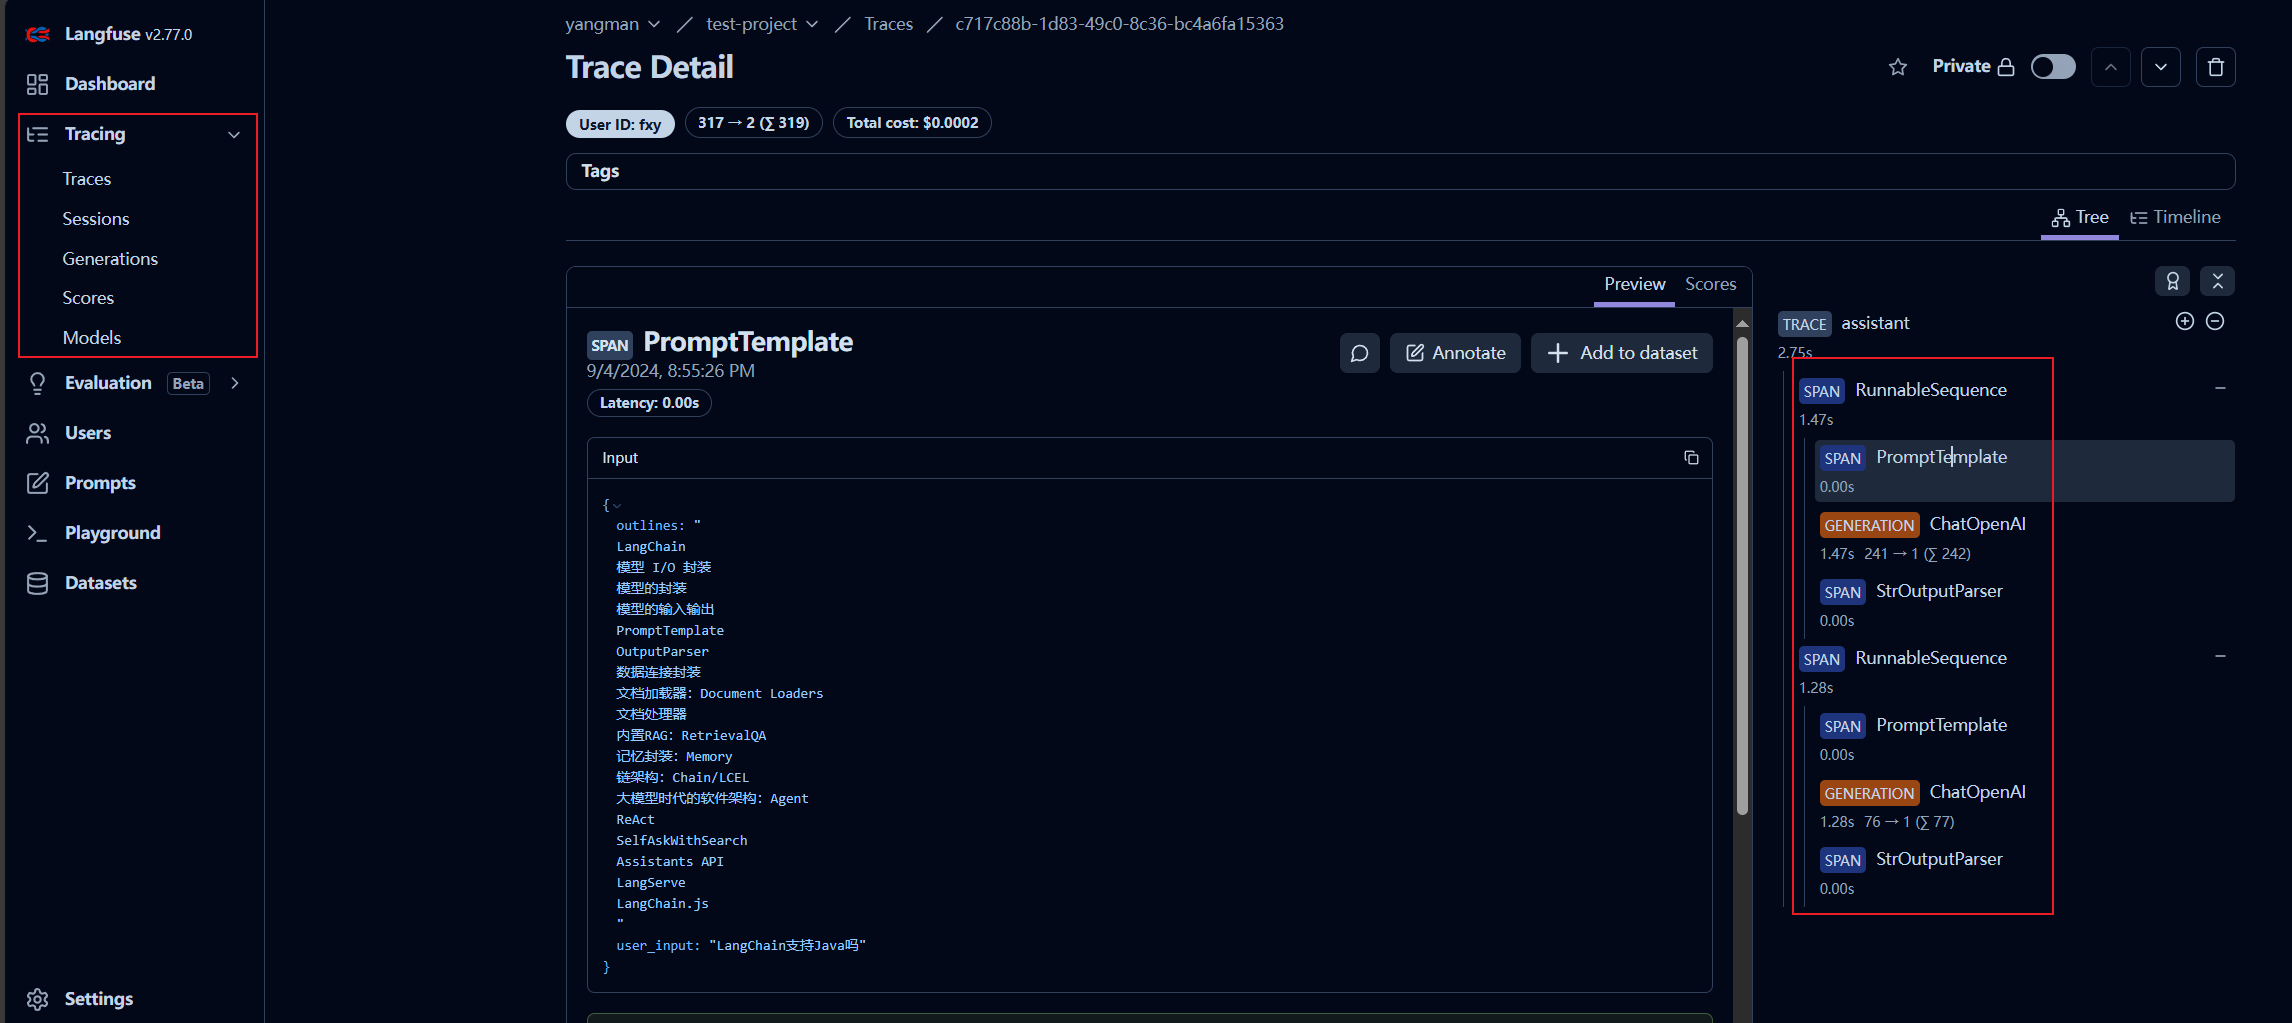 Langfuse v2.77.0
Dashboard
Tracing
Traces
Sessions
Generations
Scores
Models
Evaluation Beta
Users
Prompts
Playground
Datasets
Settings
yangman / test-project / Traces / c717c88b-1d83-49c0-8c36-bc4a6fa15363
Trace Detail
Private
User ID: fxy 317 → 2 (∑ 319) Total cost: $0.0002
Tags
Tree Timeline
Preview Scores
SPAN PromptTemplate
9/4/2024, 8:55:26 PM
Annotate
Add to dataset
Latency: 0.00s
Input
{
outlines: "
LangChain
模型 I/O 封装
模型的封装
模型的输入输出
PromptTemplate
OutputParser
数据连接封装
文档加载器: Document Loaders
文档处理器
内置RAG: RetrievalQA
记忆封装: Memory
链架构: Chain/LCEL
大模型时代的软件架构: Agent
ReAct
SelfAskWithSearch
Assistants API
LangServe
LangChain.js
"
user_input: "LangChain支持Java吗"
}
TRACE assistant
2.75s
SPAN RunnableSequence
1.47s
SPAN PromptTemplate
0.00s
GENERATION ChatOpenAI
1.47s 241 → 1 (∑ 242)
SPAN StrOutputParser
0.00s
SPAN RunnableSequence
1.28s
SPAN PromptTemplate
0.00s
GENERATION ChatOpenAI
1.28s 76 → 1 (∑ 77)
SPAN StrOutputParser
0.00s